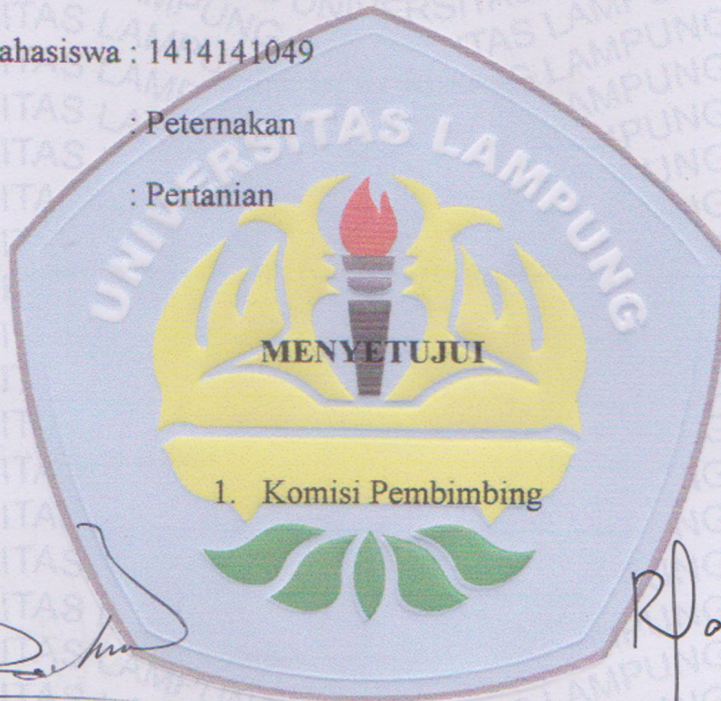 ahasiswa : 1414141049
: Peternakan
: Pertanian
UNIVERSITAS LAMPUNG
MENYETUJUI
1. Komisi Pembimbing